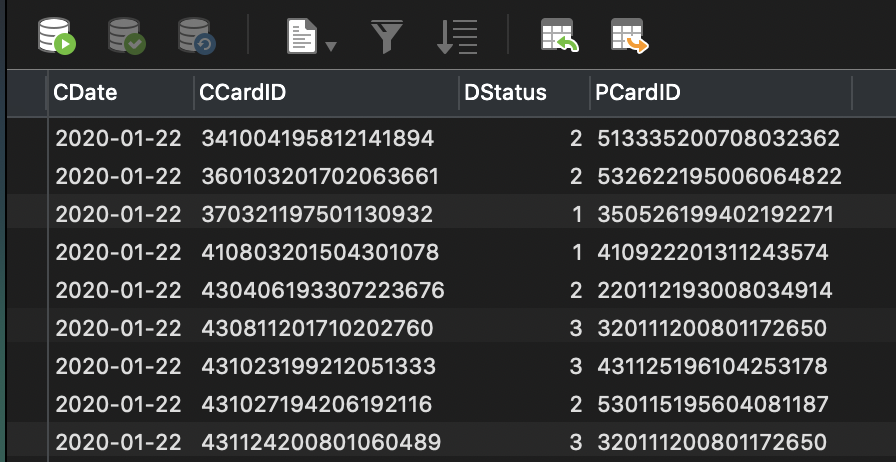 CDate CCardID DStatus PCardID
2020-01-22 341004195812141894 2 513335200708032362
2020-01-22 360103201702063661 2 532622195006064822
2020-01-22 370321197501130932 1 350526199402192271
2020-01-22 410803201504301078 1 410922201311243574
2020-01-22 430406193307223676 2 220112193008034914
2020-01-22 430811201710202760 3 320111200801172650
2020-01-22 431023199212051333 3 431125196104253178
2020-01-22 431027194206192116 2 530115195604081187
2020-01-22 431124200801060489 3 320111200801172650